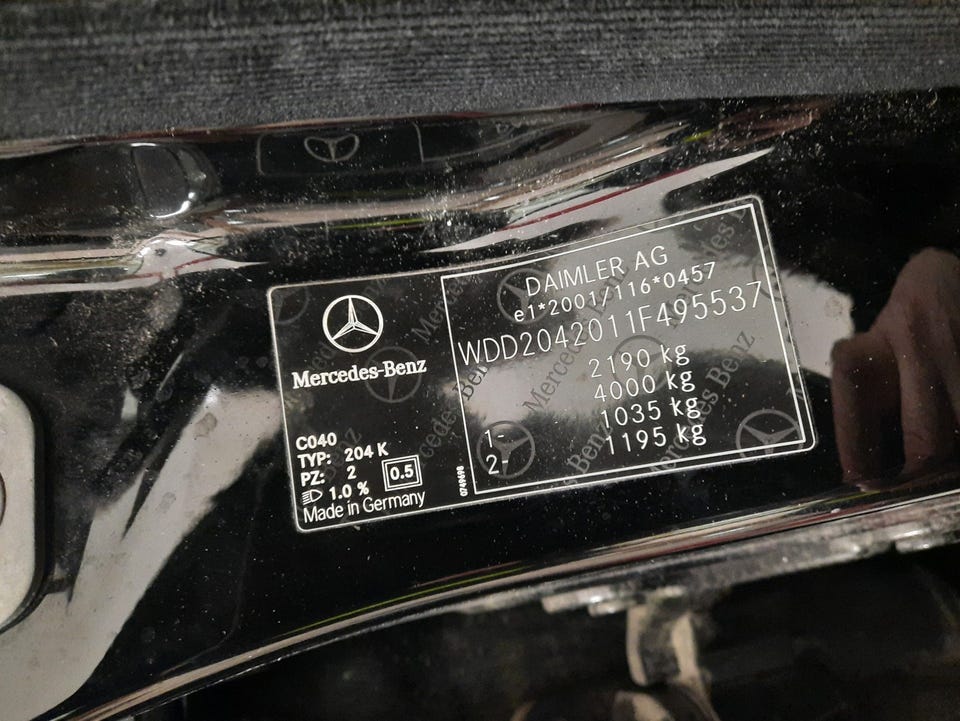 Mercedes-Benz
C040
TYP: 204 K
PZ: 2
0.5
1.0 %
Made in Germany
0749698
DAIMLER AG
e1*2001/116*0457
WDD2042011F495537
2190 kg
4000 kg
1- 1035 kg
2- 1195 kg